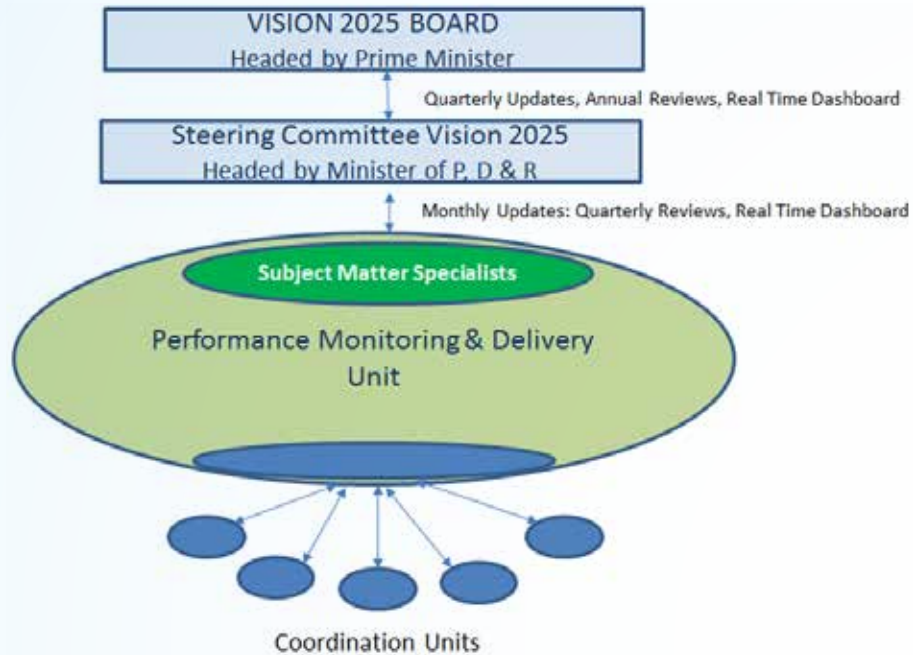 VISION 2025 BOARD
Headed by Prime Minister
Quarterly Updates, Annual Reviews, Real Time Dashboard
Steering Committee Vision 2025
Headed by Minister of P, D & R
Monthly Updates: Quarterly Reviews, Real Time Dashboard
Subject Matter Specialists
Performance Monitoring & Delivery
Unit
Coordination Units